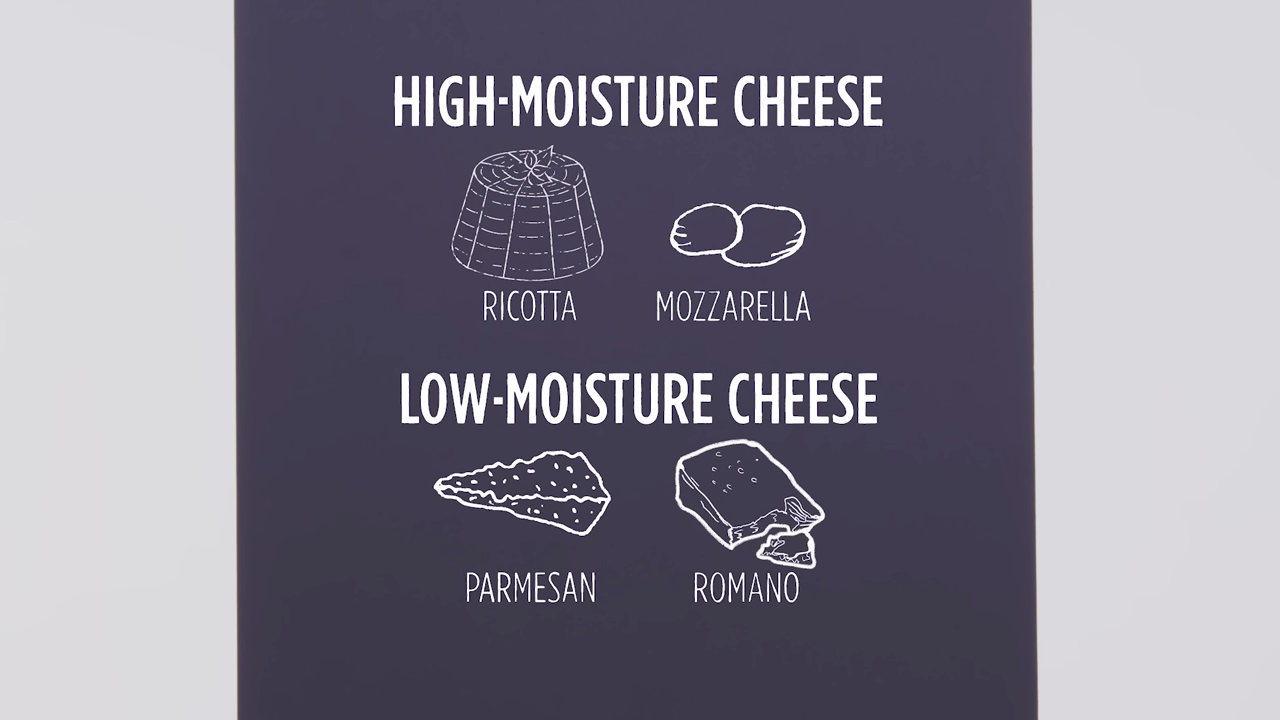 HIGH-MOISTURE CHEESE
RICOTTA
MOZZARELLA
LOW-MOISTURE CHEESE
PARMESAN
ROMANO